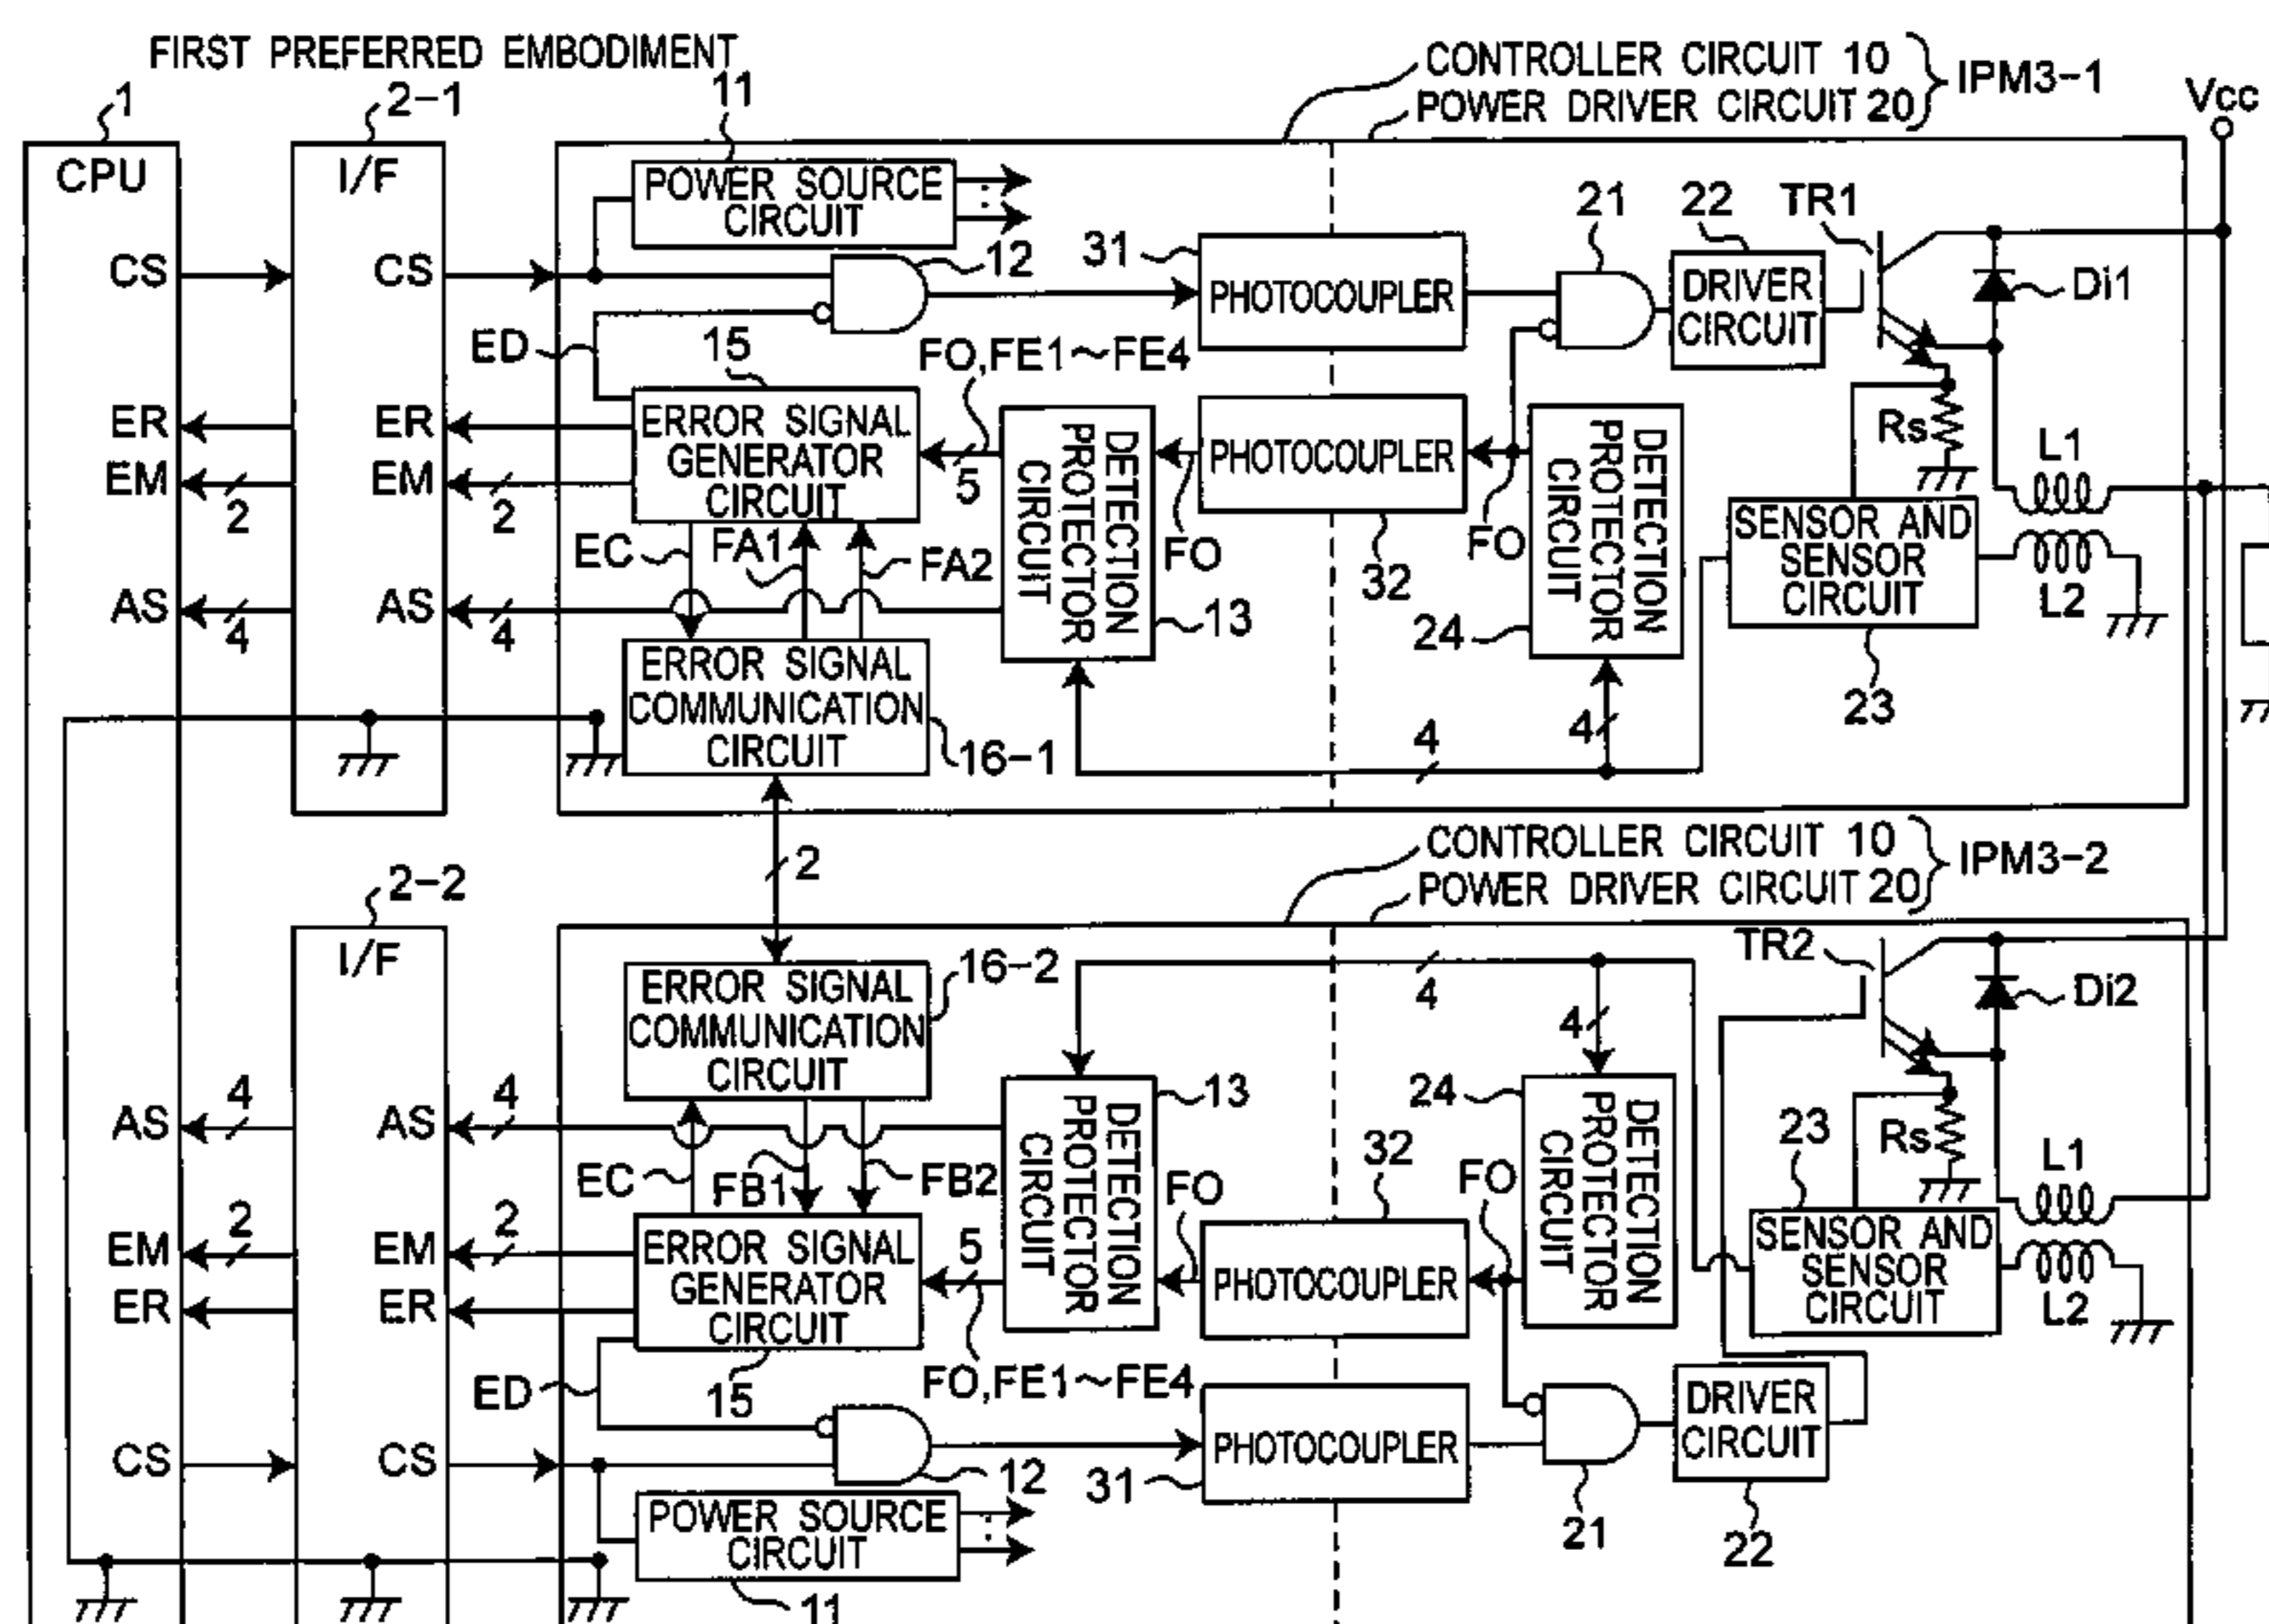 FIRST PREFERRED EMBODIMENT
CONTROLLER CIRCUIT 10
POWER DRIVER CIRCUIT 20
IPM3-1
Vcc
1
2-1
11
CPU
I/F
POWER SOURCE
CIRCUIT
21
22
TR1
CS
CS
12
31
PHOTOCOUPLER
DRIVER
CIRCUIT
Di1
ED
15
FO,FE1~FE4
ER
ER
ERROR SIGNAL
GENERATOR
CIRCUIT
5
DETECTION
PROTECTOR
CIRCUIT
PHOTOCOUPLER
DETECTION
PROTECTOR
CIRCUIT
Rs
L1
EM
2
EM
2
SENSOR AND
SENSOR
CIRCUIT
EC
FA1
FA2
FO
32
FO
L2
AS
4
AS
4
13
24
23
ERROR SIGNAL
COMMUNICATION
CIRCUIT
16-1
4
4
2
CONTROLLER CIRCUIT 10
POWER DRIVER CIRCUIT 20
IPM3-2
2-2
I/F
ERROR SIGNAL
COMMUNICATION
CIRCUIT
16-2
4
4
TR2
Di2
AS
4
AS
4
DETECTION
PROTECTOR
CIRCUIT
13
24
DETECTION
PROTECTOR
CIRCUIT
23
Rs
L1
EC
FB1
FB2
FO
32
FO
EM
2
EM
2
ERROR SIGNAL
GENERATOR
CIRCUIT
5
PHOTOCOUPLER
SENSOR AND
SENSOR
CIRCUIT
L2
ER
ER
ED
15
FO,FE1~FE4
DRIVER
CIRCUIT
CS
CS
12
31
PHOTOCOUPLER
21
22
POWER SOURCE
CIRCUIT
11